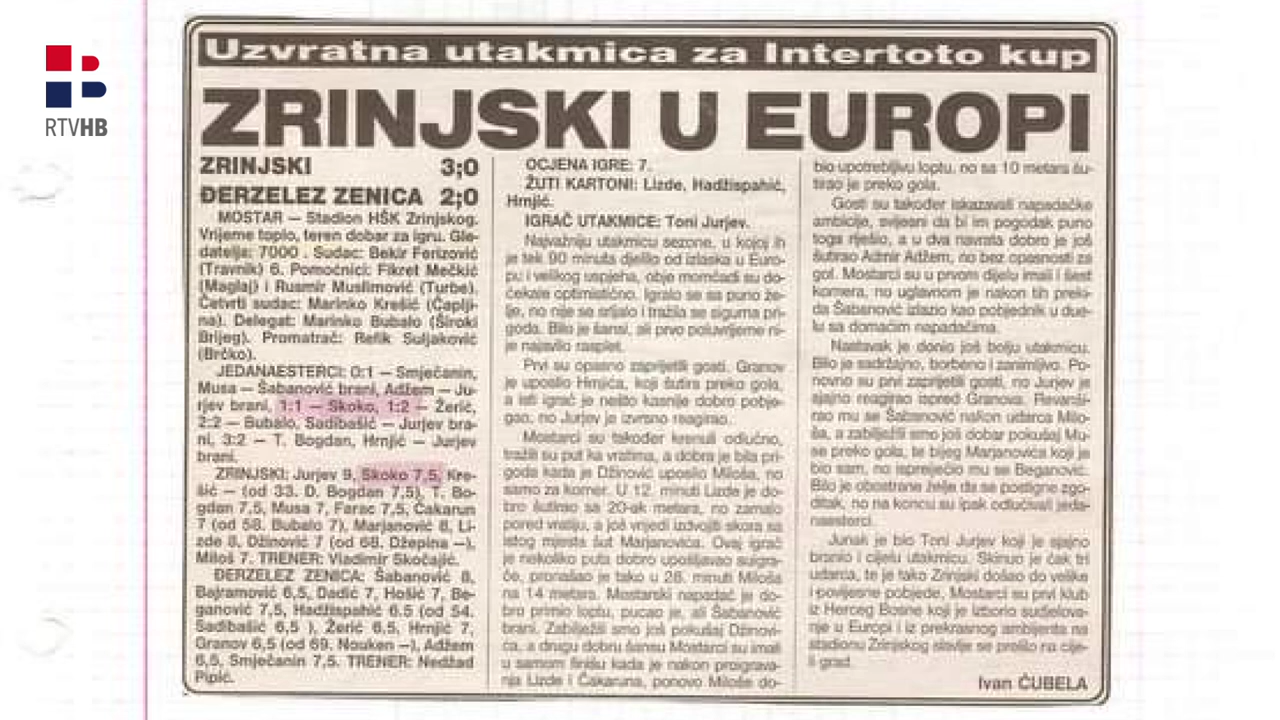 RTVHB
Uzvratna utakmica za Intertoto kup
ZRINJSKI U EUROPI
ZRINJSKI 3;0
ĐERZELEZ ZENICA 2;0
MOSTAR — Stadion HŠK Zrinjskog.
Vrijeme toplo, teren dobar za igru. Gle-
datelja: 7000 . Sudac: Bekir Ferizović
(Travnik) 6. Pomoćnici: Fikret Mečkić
(Maglaj) i Rusmir Muslimović (Turbe).
Četvrti sudac: Marinko Krešić (Čaplji-
na). Delegat: Marinko Bubalo (Široki
Brijeg). Promatrač: Refik Suljaković
(Brčko).
JEDANAESTERCI: 0:1 — Smječanin,
Musa — Šabanović brani, Adžem — Ju-
rjev brani, 1:1 — Skoko, 1:2 — Žerić,
2:2 — Bubalo, Sadibašić — Jurjev bra-
ni, 3:2 — T. Bogdan, Hrnjić — Jurjev
brani.
ZRINJSKI: Jurjev 9, Skoko 7,5, Kre-
šić — (od 33. D. Bogdan 7,5), T. Bo-
gdan 7,5, Musa 7, Farac 7,5, Čakarun
7 (od 58. Bubalo 7), Marjanović 8, Li-
zde 8, Džinović 7 (od 68. Džepina —),
Miloš 7. TRENER: Vladimir Skočajić.
ĐERZELEZ ZENICA: Šabanović 8,
Bajramović 6,5, Dadić 7, Hošić 7, Be-
ganović 7,5, Hadžispahić 6.5 (od 54.
Sadibašić 6,5 ), Žerić 6,5, Hrnjić 7,
Granov 6,5 (od 69. Nouken —), Adžem
6,5, Smječanin 7,5. TRENER: Nedžad
Pipić.
OCJENA IGRE: 7.
ŽUTI KARTONI: Lizde, Hadžispahić,
Hrnjić.
IGRAČ UTAKMICE: Toni Jurjev.
Najvažniju utakmicu sezone, u kojoj ih
je tek 90 minuta dijelilo od izlaska u Euro-
pu i velikog uspjeha, obje momčadi su do-
čekale optimistično. Igralo se sa puno že-
lje, no nije se srljalo i tražila se sigurna pri-
goda. Bilo je šansi, ali prvo poluvrijeme ni-
je najavilo rasplet.
Prvi su opasno zaprijetili gosti. Granov
je uposlio Hrnjića, koji šutira preko gola,
a isti igrač je nešto kasnije dobro pobje-
gao, no Jurjev je izvrsno reagirao.
Mostarci su također krenuli odlučno,
tražili su put ka vratima, a dobra je bila pri-
goda kada je Džinović uposlio Miloša, no
samo za korner. U 12. minuti Lizde je do-
bro šutirao sa 20-ak metara, no zamalo
pored vratiju, a još vrijedi izdvojiti skora sa
istog mjesta šut Marjanovića. Ovaj igrač
je nekoliko puta dobro upošljavao suigra-
če, pronašao je tako u 28. minuti Miloša
na 14 metara. Mostarski napadač je do-
bro primio loptu, pucao je, ali Šabanović
brani. Zabilježili smo još pokušaj Džinovi-
ća, a drugu dobru šansu Mostarci su imali
u samom finišu kada je nakon proigrava-
nja Lizde i Čakaruna, ponovo Miloše do-
bio upotrebljivu loptu, no sa 10 metara šu-
tirao je preko gola.
Gosti su također iskazavali napadačke
ambicije, svjesni da bi im pogodak puno
toga riješio, a u dva navrata dobro je još
šutirao Admir Adžem, no bez opasnosti za
gol. Mostarci su u prvom dijelu imali i šest
kornera, no uglavnom je nakon tih preki-
da Šabanović izlazio kao pobjednik u due-
lu sa domaćim napadačima.
Nastavak je donio još bolju utakmicu.
Bilo je sadržajno, borbeno i zanimljivo. Po-
novno su prvi zaprijetili gosti, no Jurjev je
sjajno reagirao ispred Granova. Revanši-
rao mu se Šabanović nakon udarca Milo-
ša, a zabilježili smo još dobar pokušaj Mu-
se preko gola, te bijeg Marjanovića koji je
bio sam, no ispreječio mu se Beganović.
Bilo je obostrane želje da se postigne zgo-
ditak, no na koncu su ipak odlučivali jeda-
naesterci.
Junak je bio Toni Jurjev koji je sjajno
branio i cijelu utakmicu. Skinuo je čak tri
udarca, te je tako Zrinjski došao do velike
i povijesne pobjede, Mostarci su prvi klub
iz Herceg Bosne koji je izborio sudjelova-
nje u Europi i iz prekrasnog ambijenta na
stadionu Zrinjskog slavlje se prešlo na cije-
li grad.
Ivan ČUBELA